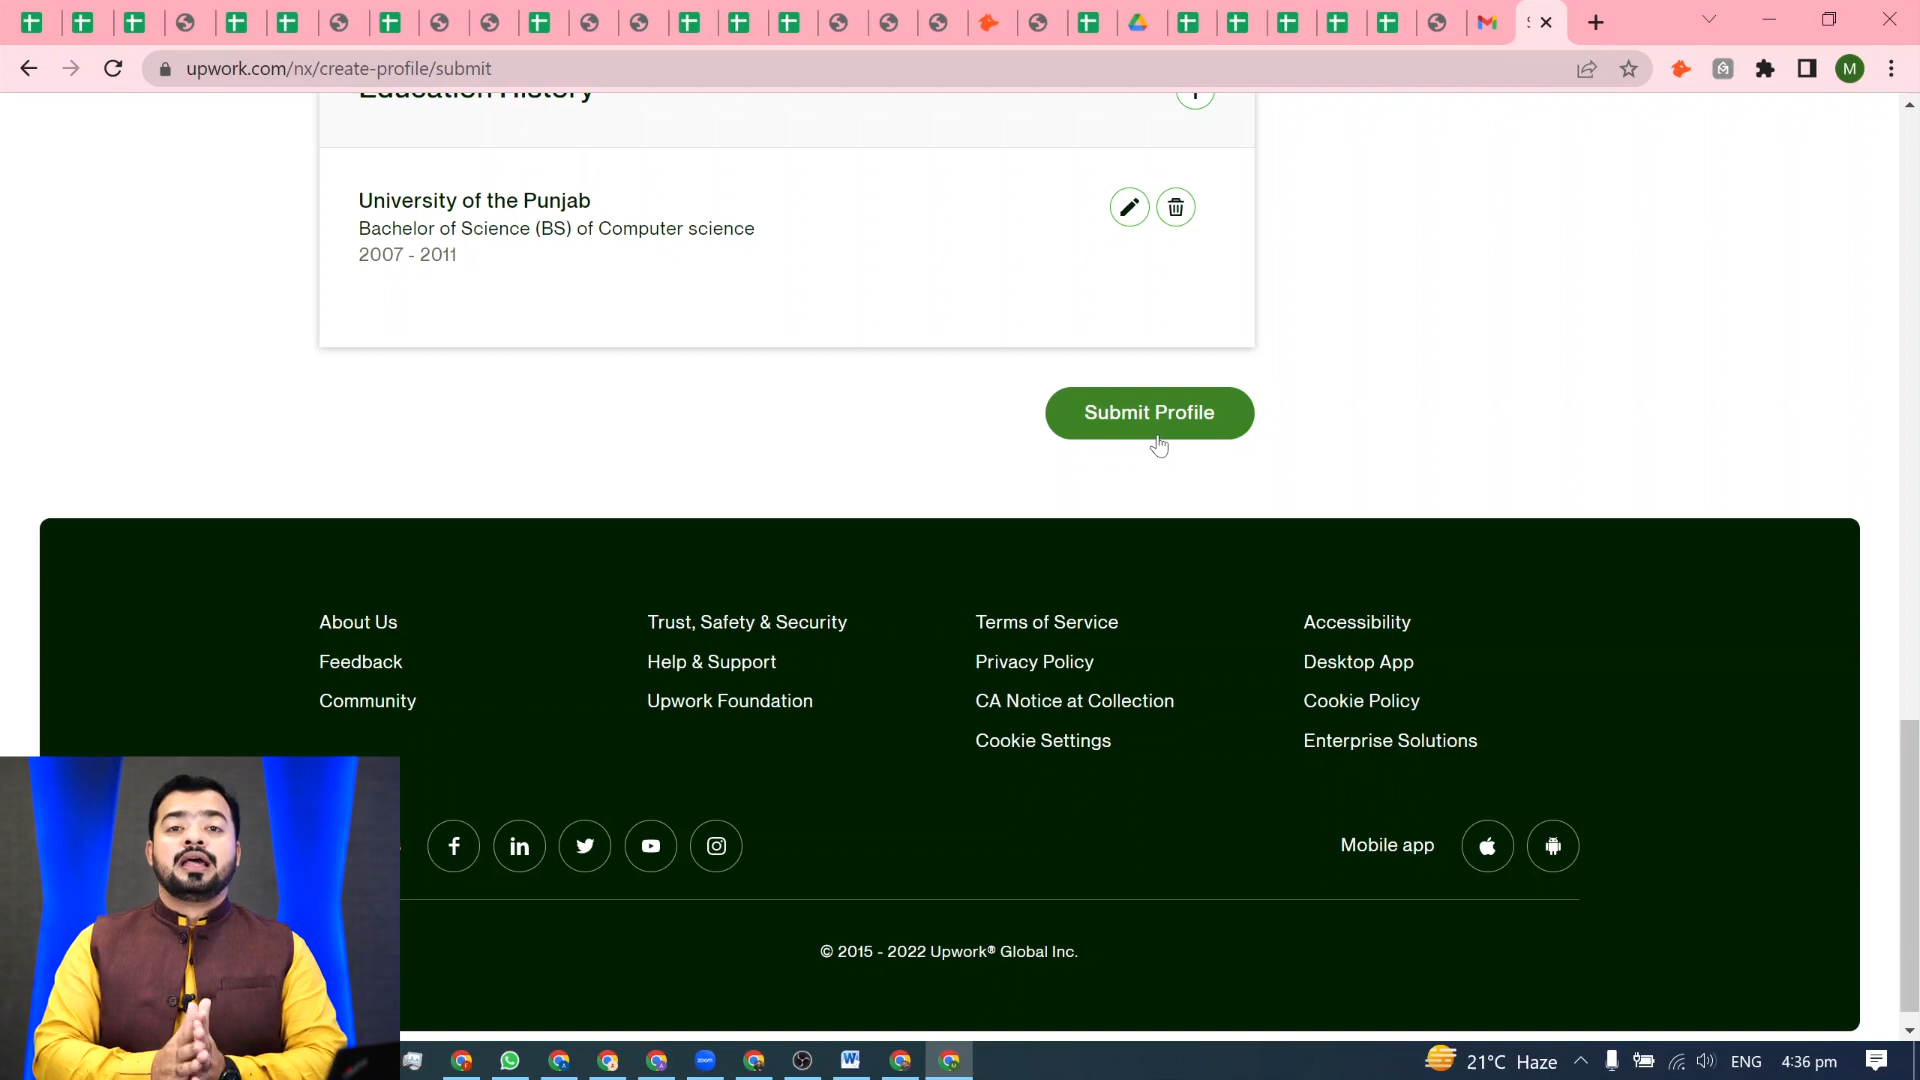 upwork.com/nx/create-profile/submit
M
Education History
University of the Punjab
Bachelor of Science (BS) of Computer science
2007 - 2011
Submit Profile
About Us
Feedback
Community
Trust, Safety & Security
Help & Support
Upwork Foundation
Terms of Service
Privacy Policy
CA Notice at Collection
Cookie Settings
Accessibility
Desktop App
Cookie Policy
Enterprise Solutions
Mobile app
© 2015 - 2022 Upwork® Global Inc.
21°C Haze
ENG
4:36 pm